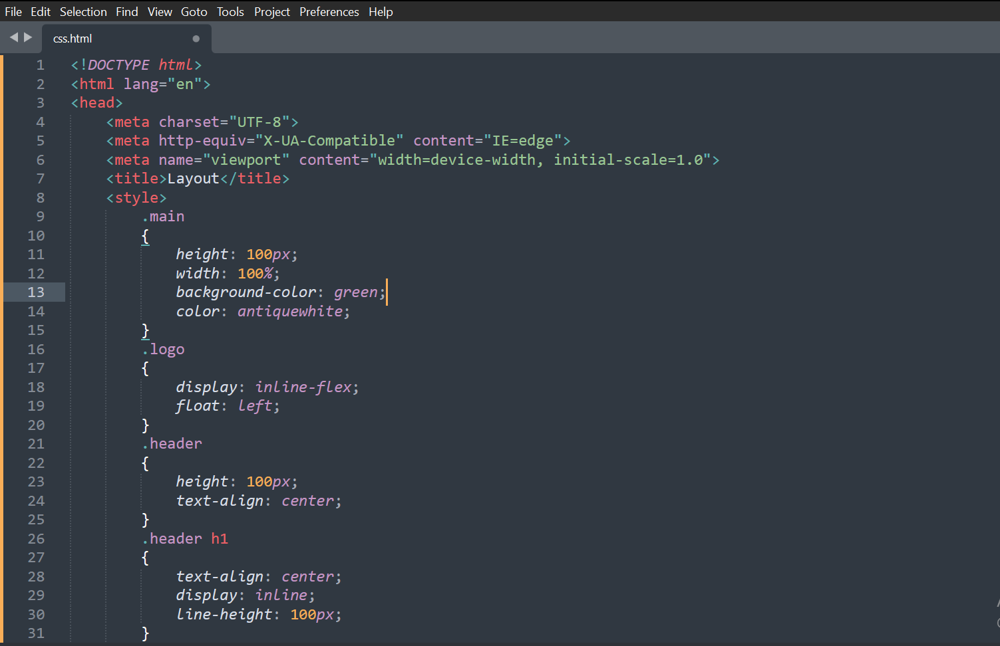 File Edit Selection Find View Goto Tools Project Preferences Help
css.html
1 <!DOCTYPE html>
2 <html lang="en">
3 <head>
4 <meta charset="UTF-8">
5 <meta http-equiv="X-UA-Compatible" content="IE=edge">
6 <meta name="viewport" content="width=device-width, initial-scale=1.0">
7 <title>Layout</title>
8 <style>
9 .main
10 {
11 height: 100px;
12 width: 100%;
13 background-color: green;
14 color: antiquewhite;
15 }
16 .logo
17 {
18 display: inline-flex;
19 float: left;
20 }
21 .header
22 {
23 height: 100px;
24 text-align: center;
25 }
26 .header h1
27 {
28 text-align: center;
29 display: inline;
30 line-height: 100px;
31 }